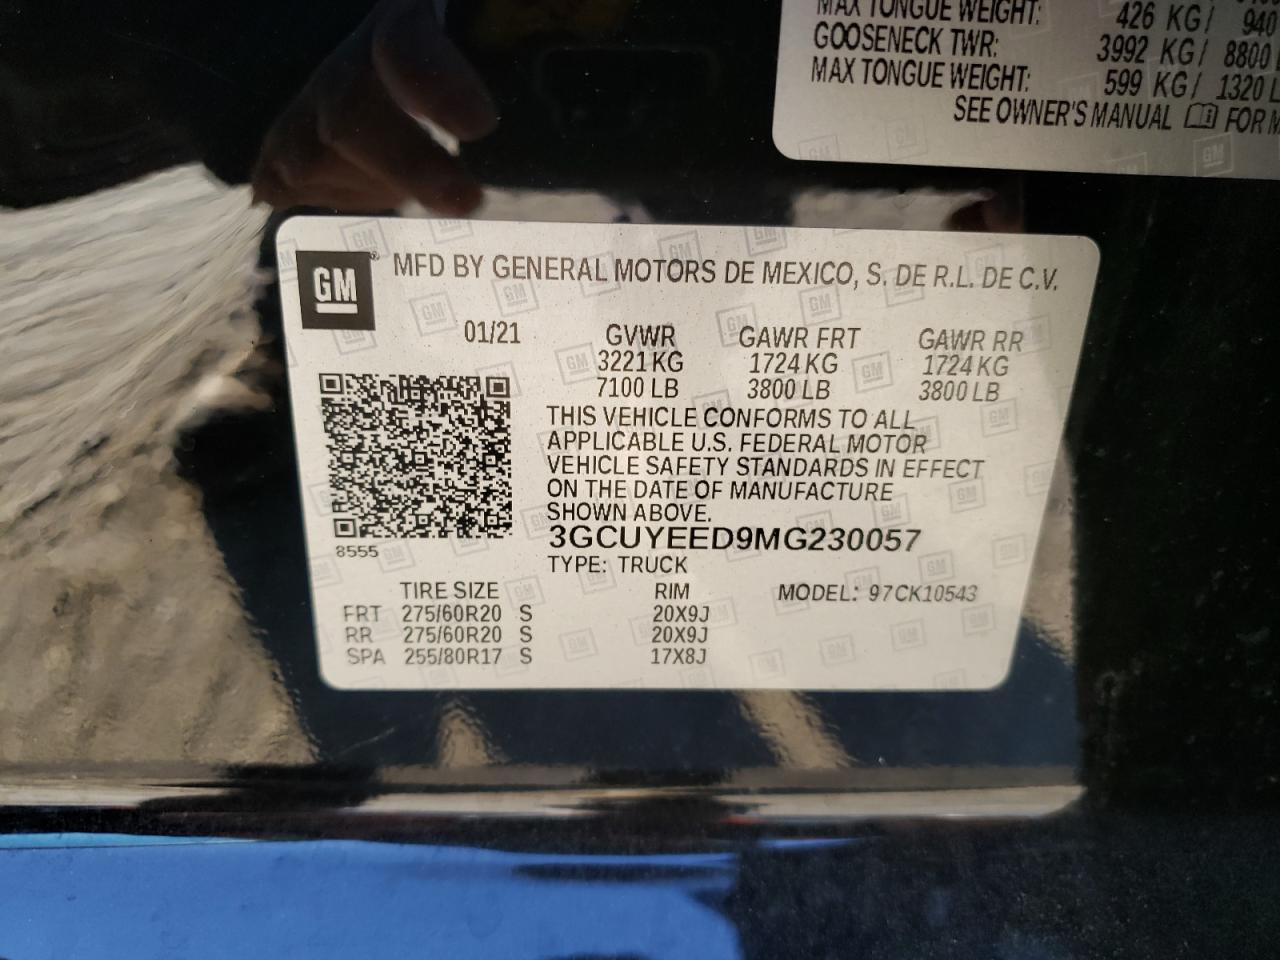 MAX TONGUE WEIGHT: 426 KG/ 940
GOOSENECK TWR: 3992 KG/ 8800
MAX TONGUE WEIGHT: 599 KG/ 1320 L
SEE OWNER'S MANUAL FOR M
GM® MFD BY GENERAL MOTORS DE MEXICO, S. DE R.L. DE C.V.
01/21 GVWR GAWR FRT GAWR RR
3221 KG 1724 KG 1724 KG
7100 LB 3800 LB 3800 LB
THIS VEHICLE CONFORMS TO ALL
APPLICABLE U.S. FEDERAL MOTOR
VEHICLE SAFETY STANDARDS IN EFFECT
ON THE DATE OF MANUFACTURE
SHOWN ABOVE.
3GCUYEED9MG230057
8555
TYPE: TRUCK
TIRE SIZE RIM MODEL: 97CK10543
FRT 275/60R20 S 20X9J
RR 275/60R20 S 20X9J
SPA 255/80R17 S 17X8J